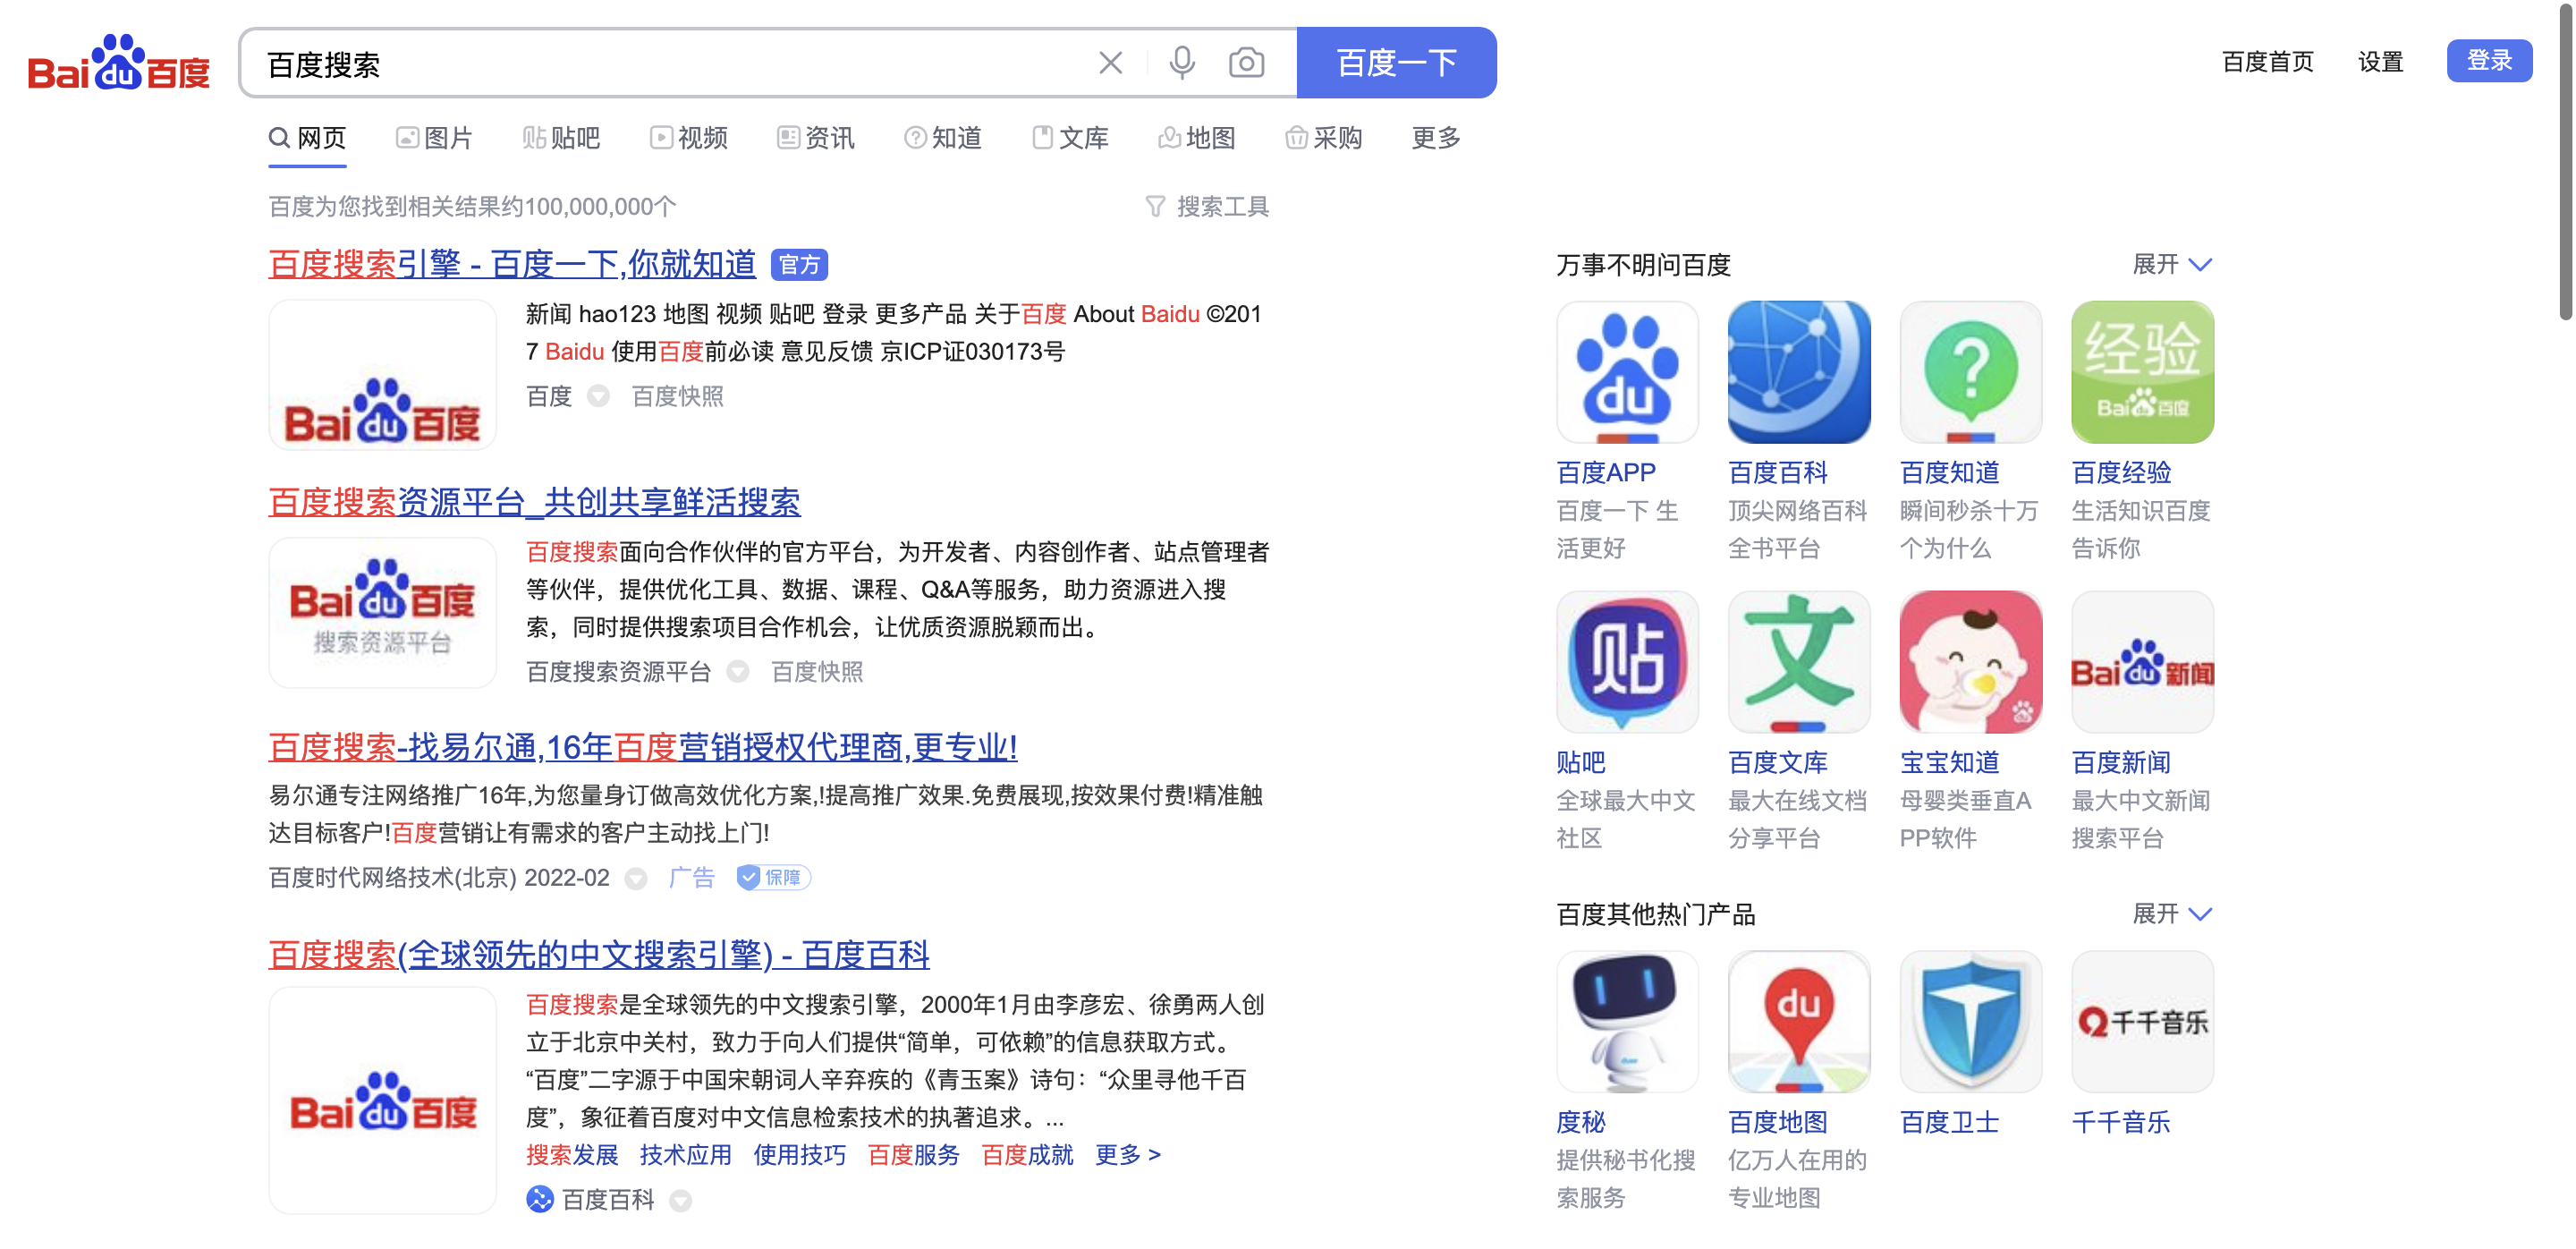 Bai du 百度
百度搜索
百度一下
百度首页 设置 登录
网页 图片 贴 贴吧 视频 资讯 知道 文库 地图 采购 更多
百度为您找到相关结果约100,000,000个 搜索工具
百度搜索引擎 - 百度一下,你就知道 官方
Bai du 百度
新闻 hao123 地图 视频 贴吧 登录 更多产品 关于百度 About Baidu ©201
7 Baidu 使用百度前必读 意见反馈 京ICP证030173号
百度 百度快照
百度搜索资源平台_共创共享鲜活搜索
Bai du 百度
搜索资源平台
百度搜索面向合作伙伴的官方平台，为开发者、内容创作者、站点管理者
等伙伴，提供优化工具、数据、课程、Q&A等服务，助力资源进入搜
索，同时提供搜索项目合作机会，让优质资源脱颖而出。
百度搜索资源平台 百度快照
百度搜索-找易尔通,16年百度营销授权代理商,更专业!
易尔通专注网络推广16年,为您量身订做高效优化方案,!提高推广效果.免费展现,按效果付费!精准触
达目标客户!百度营销让有需求的客户主动找上门!
百度时代网络技术(北京) 2022-02 广告 保障
百度搜索(全球领先的中文搜索引擎) - 百度百科
Bai du 百度
百度搜索是全球领先的中文搜索引擎，2000年1月由李彦宏、徐勇两人创
立于北京中关村，致力于向人们提供“简单，可依赖”的信息获取方式。
“百度”二字源于中国宋朝词人辛弃疾的《青玉案》诗句：“众里寻他千百
度”，象征着百度对中文信息检索技术的执著追求。...
搜索发展 技术应用 使用技巧 百度服务 百度成就 更多 >
百度百科
万事不明问百度 展开
du
?
经验
Bai du 百度
百度APP 百度百科 百度知道 百度经验
百度一下 生 顶尖网络百科 瞬间秒杀十万 生活知识百度
活更好 全书平台 个为什么 告诉你
贴 文 Bai du 新闻
贴吧 百度文库 宝宝知道 百度新闻
全球最大中文 最大在线文档 母婴类垂直A 最大中文新闻
社区 分享平台 PP软件 搜索平台
百度其他热门产品 展开
du 千千音乐
度秘 百度地图 百度卫士 千千音乐
提供秘书化搜 亿万人在用的
索服务 专业地图